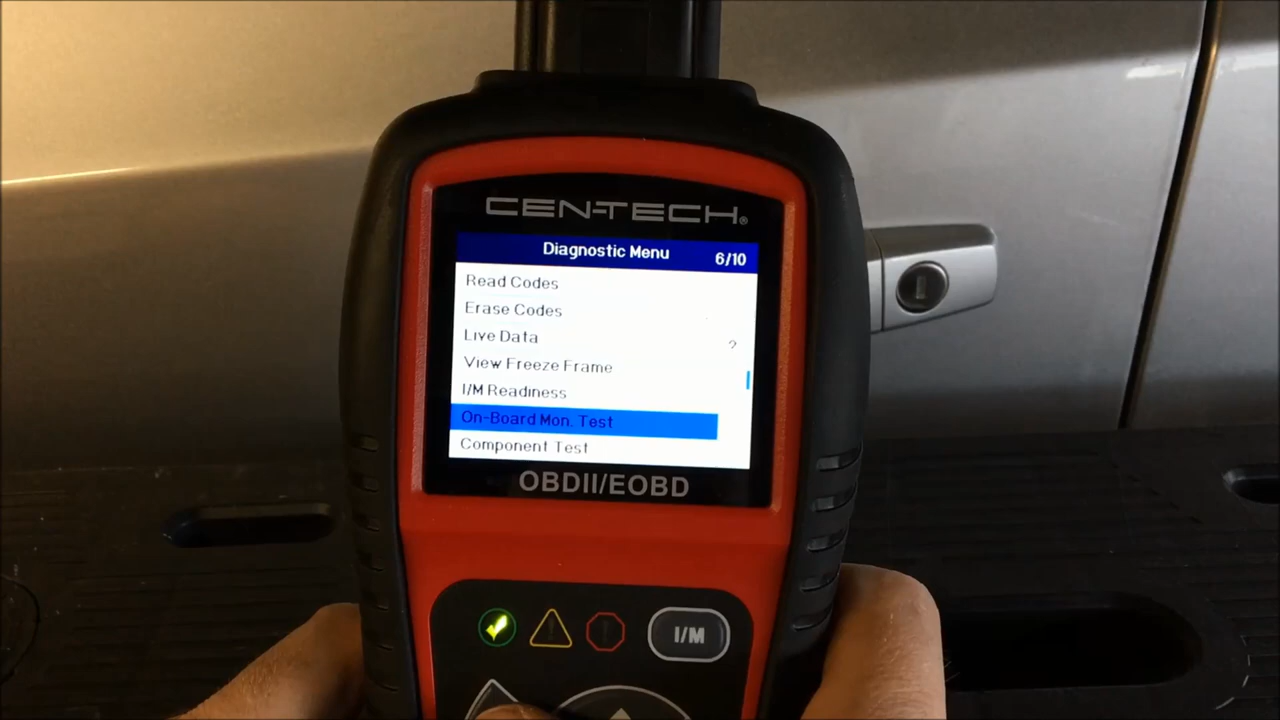 CEN-TECH®
Diagnostic Menu 6/10
Read Codes
Erase Codes
Live Data ?
View Freeze Frame
I/M Readiness
On-Board Mon. Test
Component Test
OBDII/EOBD
I/M